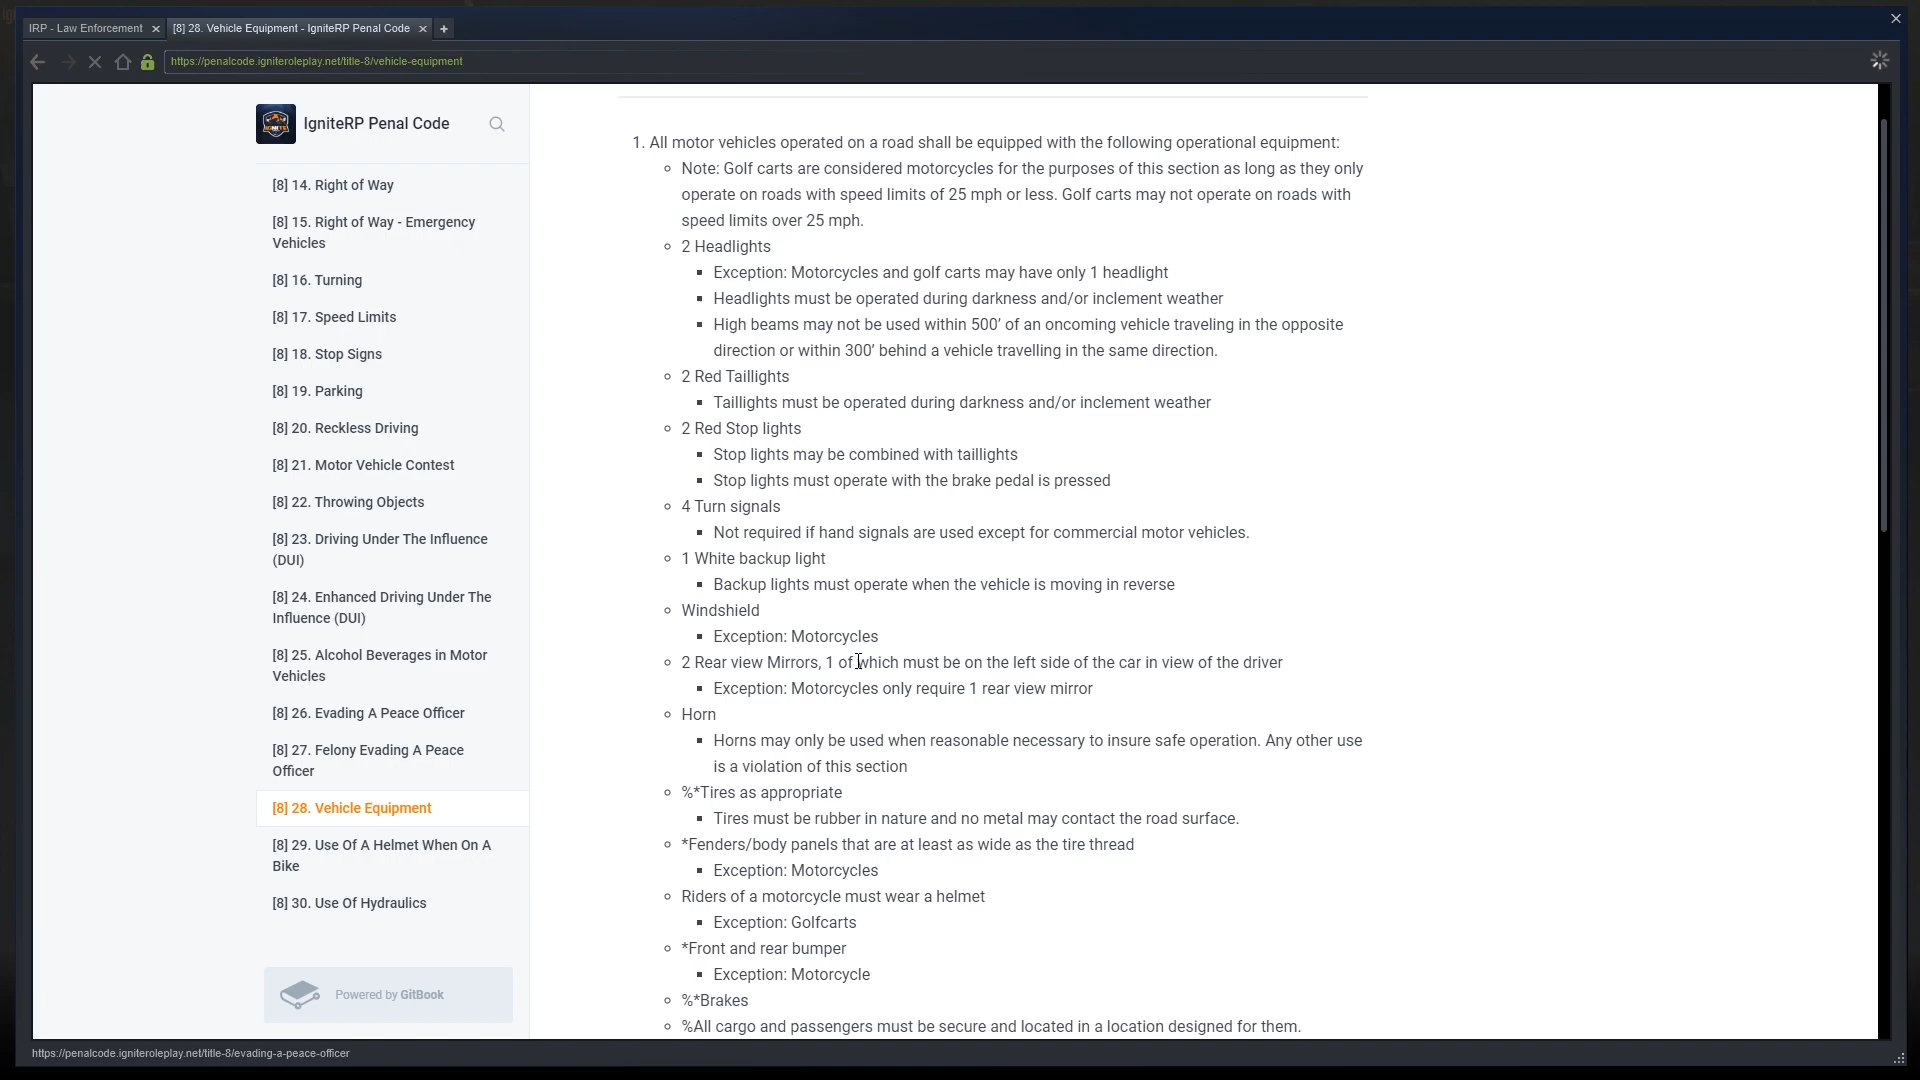 IRP - Law Enforcement
[8] 28. Vehicle Equipment - IgniteRP Penal Code
https://penalcode.igniteroleplay.net/title-8/vehicle-equipment
IgniteRP Penal Code
[8] 14. Right of Way
[8] 15. Right of Way - Emergency
Vehicles
[8] 16. Turning
[8] 17. Speed Limits
[8] 18. Stop Signs
[8] 19. Parking
[8] 20. Reckless Driving
[8] 21. Motor Vehicle Contest
[8] 22. Throwing Objects
[8] 23. Driving Under The Influence
(DUI)
[8] 24. Enhanced Driving Under The
Influence (DUI)
[8] 25. Alcohol Beverages in Motor
Vehicles
[8] 26. Evading A Peace Officer
[8] 27. Felony Evading A Peace
Officer
[8] 28. Vehicle Equipment
[8] 29. Use Of A Helmet When On A
Bike
[8] 30. Use Of Hydraulics
Powered by GitBook
1. All motor vehicles operated on a road shall be equipped with the following operational equipment:
Note: Golf carts are considered motorcycles for the purposes of this section as long as they only
operate on roads with speed limits of 25 mph or less. Golf carts may not operate on roads with
speed limits over 25 mph.
2 Headlights
Exception: Motorcycles and golf carts may have only 1 headlight
Headlights must be operated during darkness and/or inclement weather
High beams may not be used within 500’ of an oncoming vehicle traveling in the opposite
direction or within 300’ behind a vehicle travelling in the same direction.
2 Red Taillights
Taillights must be operated during darkness and/or inclement weather
2 Red Stop lights
Stop lights may be combined with taillights
Stop lights must operate with the brake pedal is pressed
4 Turn signals
Not required if hand signals are used except for commercial motor vehicles.
1 White backup light
Backup lights must operate when the vehicle is moving in reverse
Windshield
Exception: Motorcycles
2 Rear view Mirrors, 1 of which must be on the left side of the car in view of the driver
Exception: Motorcycles only require 1 rear view mirror
Horn
Horns may only be used when reasonable necessary to insure safe operation. Any other use
is a violation of this section
%*Tires as appropriate
Tires must be rubber in nature and no metal may contact the road surface.
*Fenders/body panels that are at least as wide as the tire thread
Exception: Motorcycles
Riders of a motorcycle must wear a helmet
Exception: Golfcarts
*Front and rear bumper
Exception: Motorcycle
%*Brakes
%All cargo and passengers must be secure and located in a location designed for them.
https://penalcode.igniteroleplay.net/title-8/evading-a-peace-officer